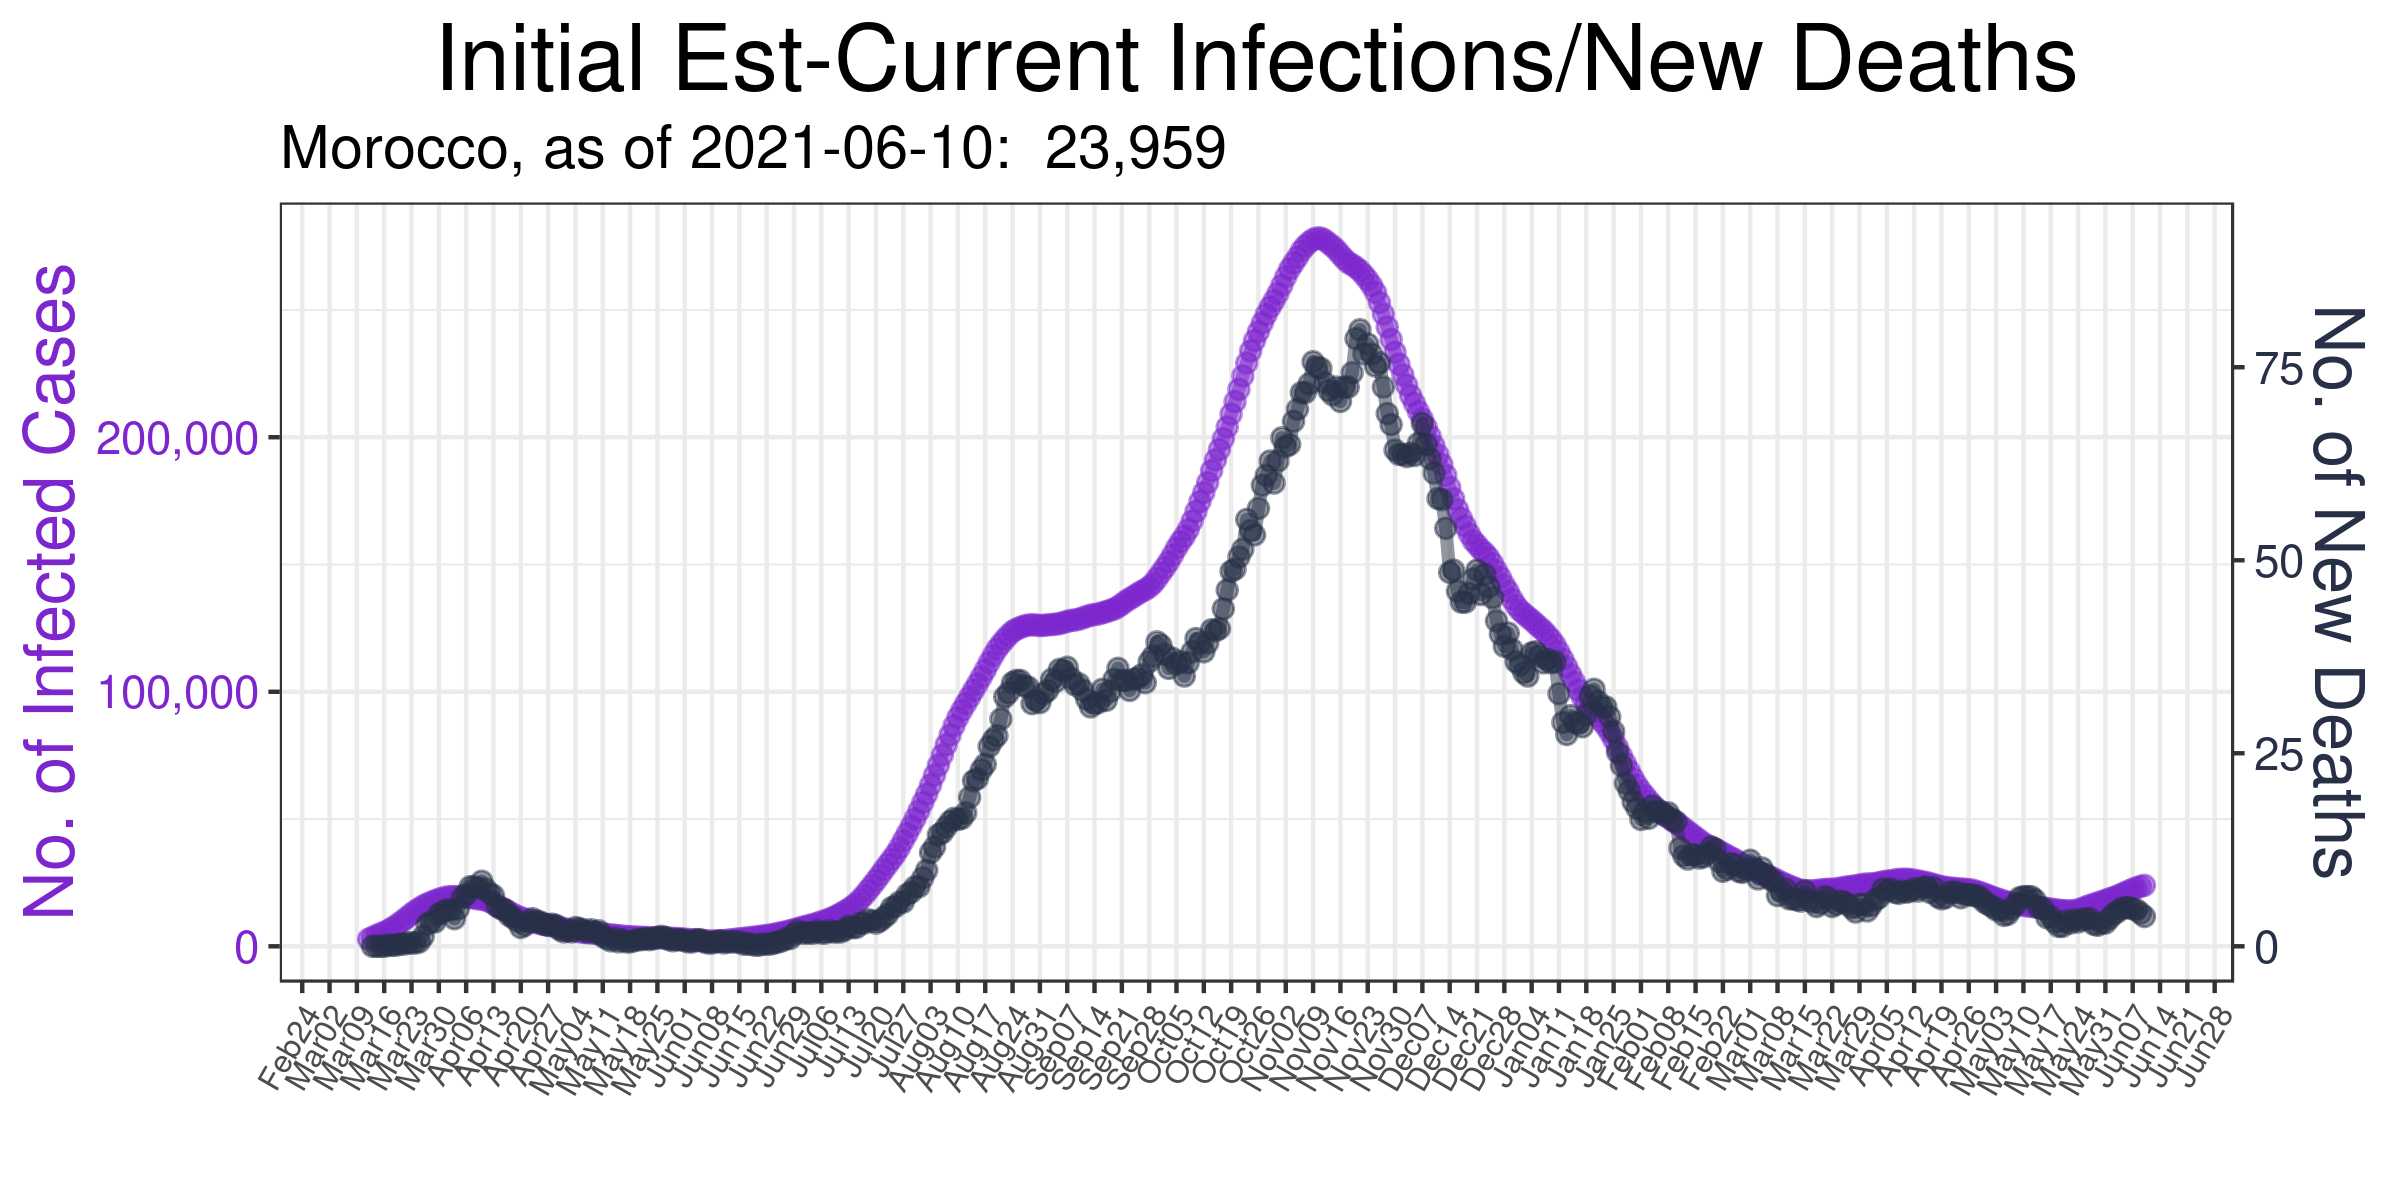 Initial Est-Current Infections/New Deaths
Morocco, as of 2021-06-10:  23,959
No. of Infected Cases
200,000
100,000
0
No. of New Deaths
75
50
25
0
Feb24
Mar02
Mar09
Mar16
Mar23
Mar30
Apr06
Apr13
Apr20
Apr27
May04
May11
May18
May25
Jun01
Jun08
Jun15
Jun22
Jun29
Jul06
Jul13
Jul20
Jul27
Aug03
Aug10
Aug17
Aug24
Aug31
Sep07
Sep14
Sep21
Sep28
Oct05
Oct12
Oct19
Oct26
Nov02
Nov09
Nov16
Nov23
Nov30
Dec07
Dec14
Dec21
Dec28
Jan04
Jan11
Jan18
Jan25
Feb01
Feb08
Feb15
Feb22
Mar01
Mar08
Mar15
Mar22
Mar29
Apr05
Apr12
Apr19
Apr26
May03
May10
May17
May24
May31
Jun07
Jun14
Jun21
Jun28